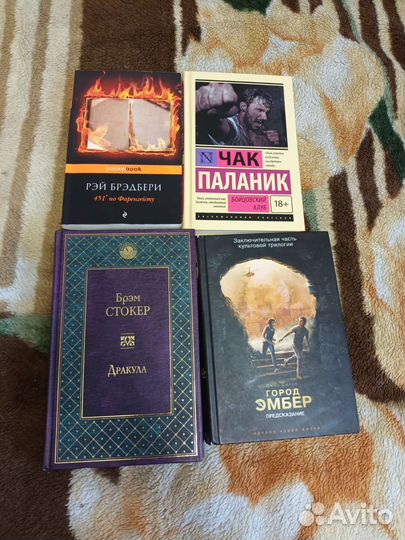 pocketbook
РЭЙ БРЭДБЕРИ
451° по Фаренгейту
N ЧАК
ПАЛАНИК
БОЙЦОВСКИЙ
КЛУБ
18+
Брэм
СТОКЕР
ДРАКУЛА
Заключительная часть
культовой трилогии
ГОРОД
ЭМБЕР
ПРЕДСКАЗАНИЕ
Avito